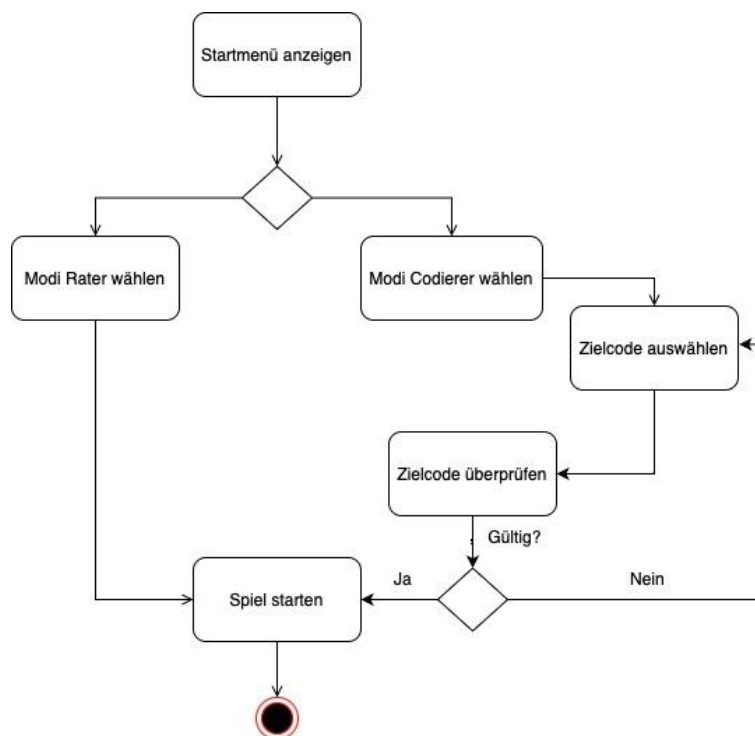 Startmenü anzeigen
Modi Rater wählen
Modi Codierer wählen
Zielcode auswählen
Zielcode überprüfen
Gültig?
Spiel starten
Ja
Nein